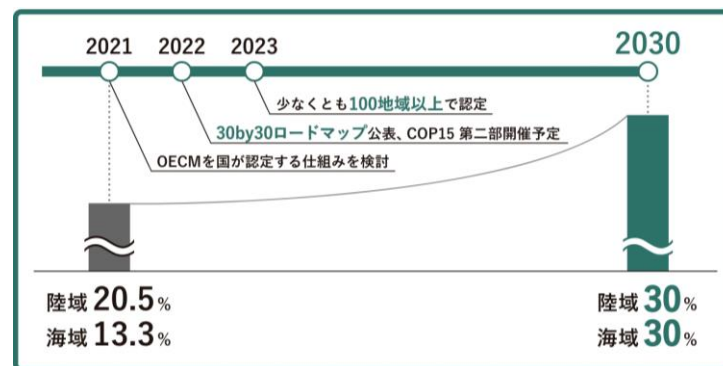 2021 2022 2023 2030
少なくとも100地域以上で認定
30by30ロードマップ公表、COP15 第二部開催予定
OECMを国が認定する仕組みを検討
陸域 20.5% 陸域 30%
海域 13.3% 海域 30%